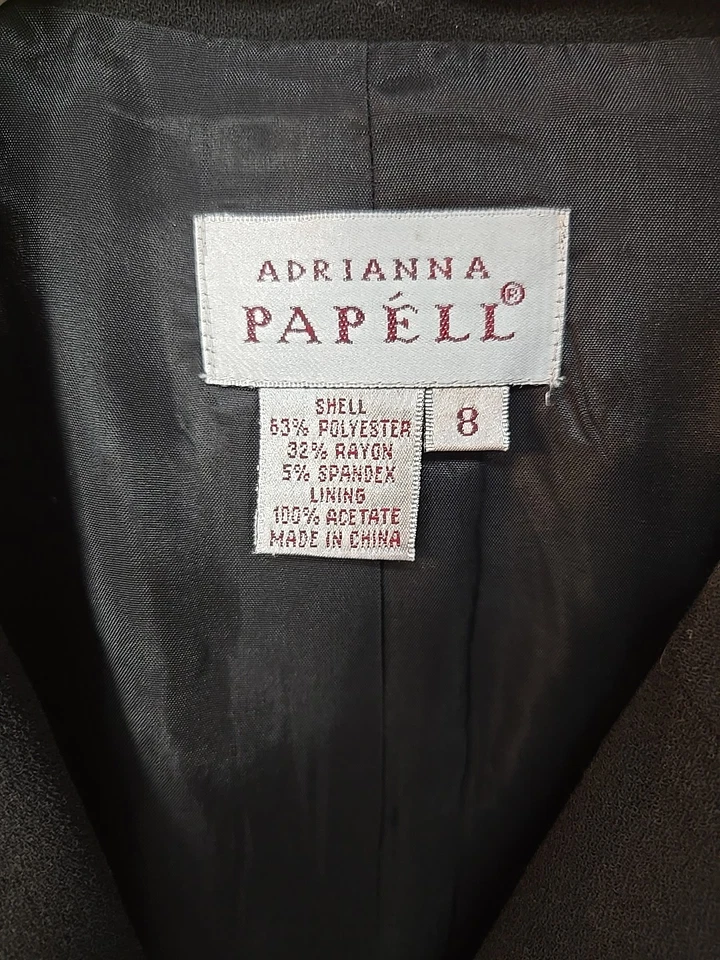 ADRIANNA
PAPÉLL®
SHELL
63% POLYESTER
32% RAYON
5% SPANDEX
LINING
100% ACETATE
MADE IN CHINA
8